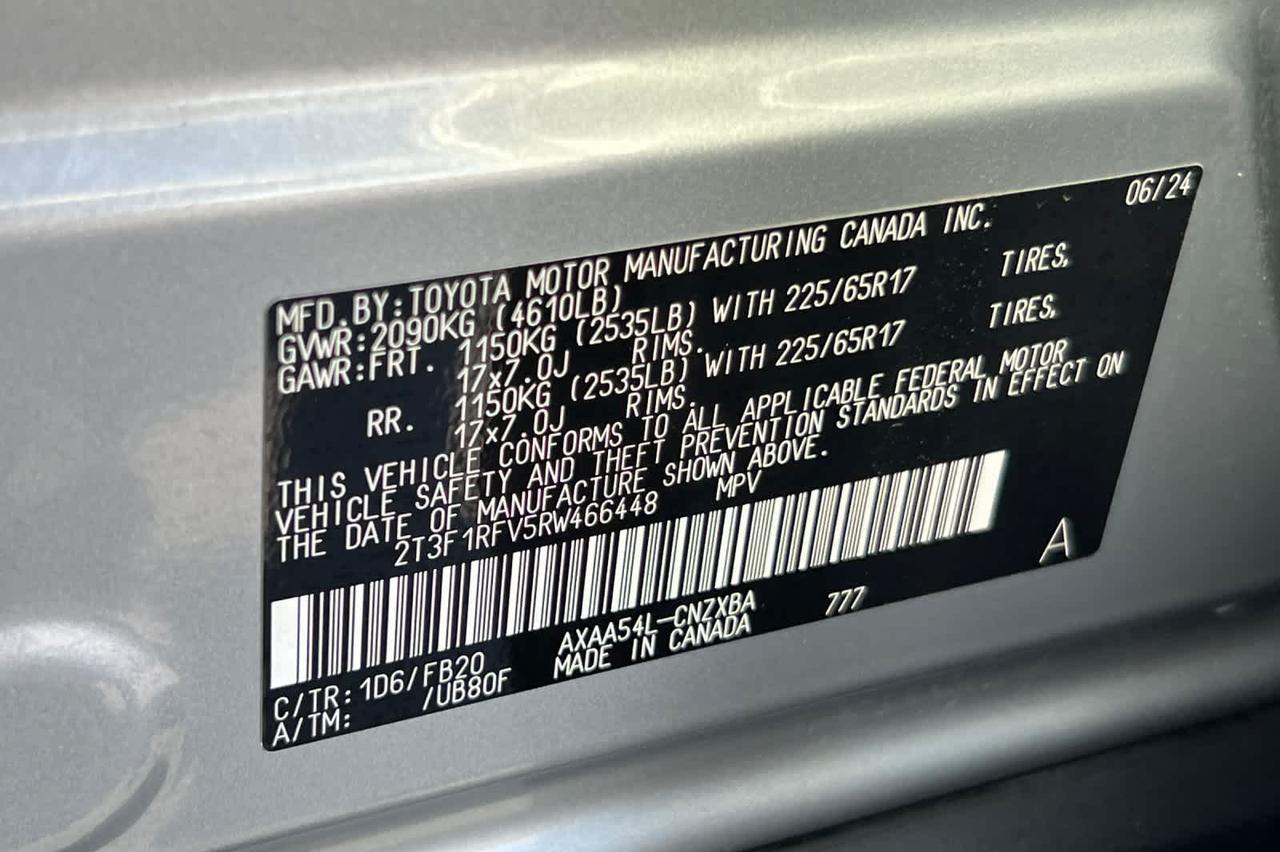 06/24
MFD.BY:TOYOTA MOTOR MANUFACTURING CANADA INC.
GVWR:2090KG (4610LB)
GAWR:FRT. 1150KG (2535LB) WITH 225/65R17 TIRES,
17x7.0J RIMS.
RR. 1150KG (2535LB) WITH 225/65R17 TIRES,
17x7.0J RIMS.
THIS VEHICLE CONFORMS TO ALL APPLICABLE FEDERAL MOTOR
VEHICLE SAFETY AND THEFT PREVENTION STANDARDS IN EFFECT ON
THE DATE OF MANUFACTURE SHOWN ABOVE.
2T3F1RFV5RW466448 MPV
A
C/TR: 1D6/FB20 AXAA54L-CNZXBA 777
A/TM: /UB80F MADE IN CANADA